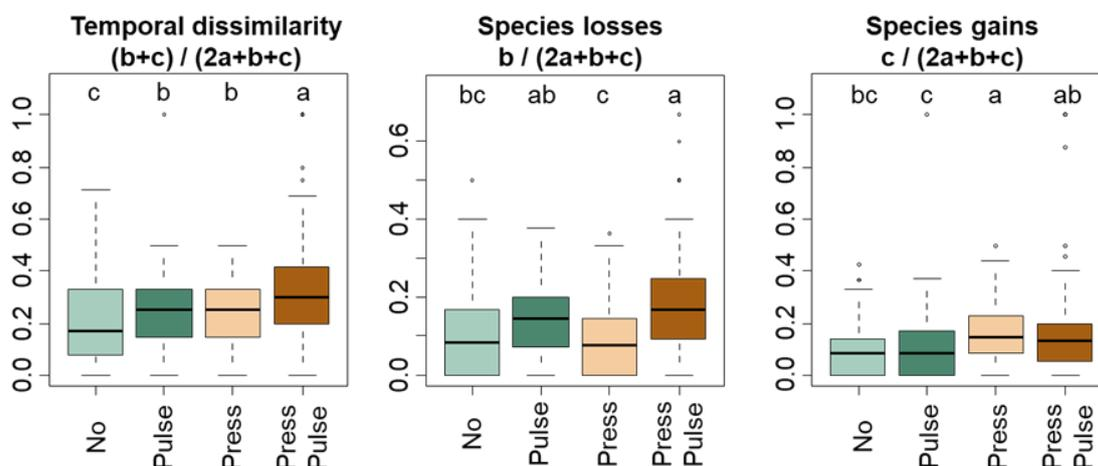 Temporal dissimilarity
(b+c) / (2a+b+c)
c b b a
1.0
0.8
0.6
0.4
0.2
0.0
No
Pulse
Press
Press
Pulse
Species losses
b / (2a+b+c)
bc ab c a
0.6
0.4
0.2
0.0
No
Pulse
Press
Press
Pulse
Species gains
c / (2a+b+c)
bc c a ab
1.0
0.8
0.6
0.4
0.2
0.0
No
Pulse
Press
Press
Pulse